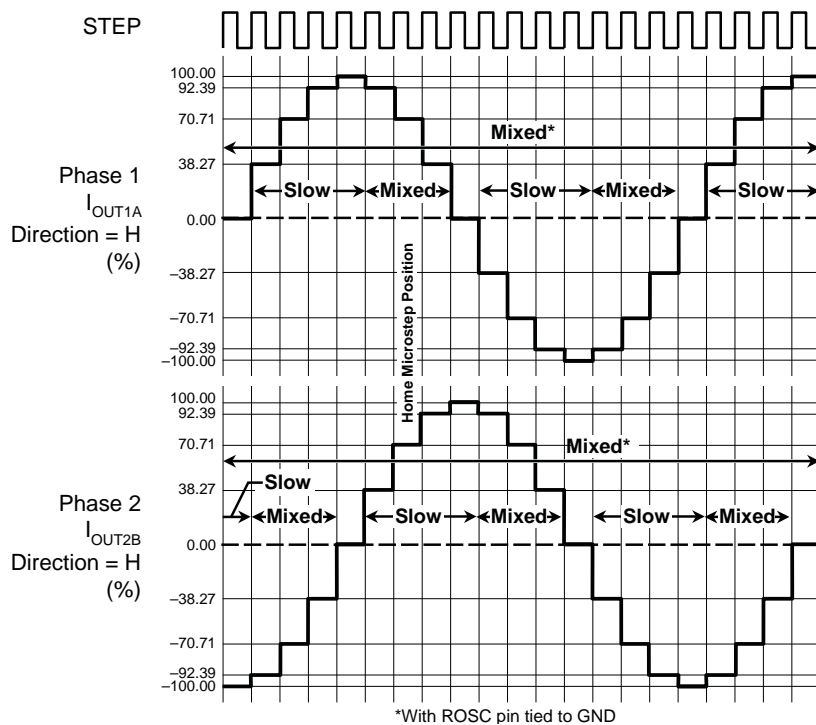 STEP
100.00
92.39
70.71
Mixed*
38.27
Slow Mixed Slow Mixed Slow
Phase 1
IOUT1A
Direction = H
(%)
0.00
–38.27
–70.71
–92.39
–100.00
Home Microstep Position
100.00
92.39
70.71
Mixed*
Slow
38.27
Mixed Slow Mixed Slow Mixed
Phase 2
IOUT2B
Direction = H
(%)
0.00
–38.27
–70.71
–92.39
–100.00
*With ROSC pin tied to GND